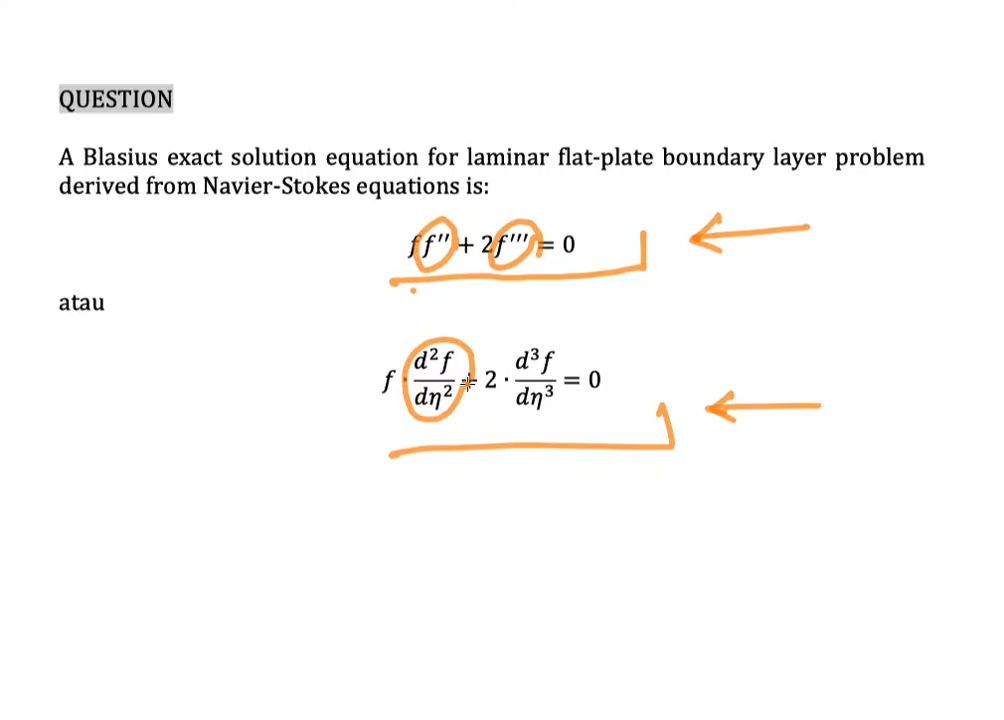 QUESTION
A Blasius exact solution equation for laminar flat-plate boundary layer problem
derived from Navier-Stokes equations is:
ff'' + 2f''' = 0
atau
f · d²f/dη² + 2 · d³f/dη³ = 0